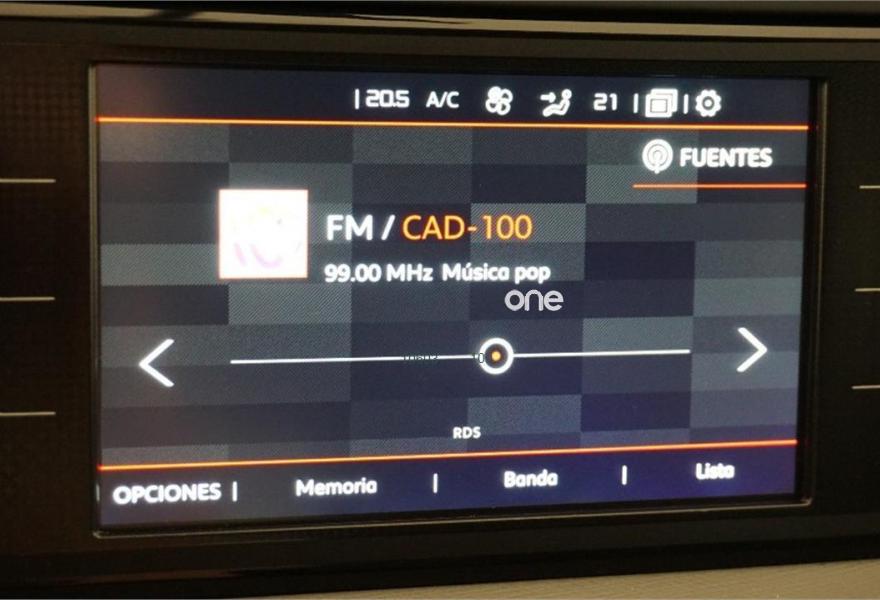 | 20.5 A/C 21 | |
FUENTES
FM / CAD-100
99.00 MHz Música pop
one
RDS
| OPCIONES | Memoria | Banda | Lista